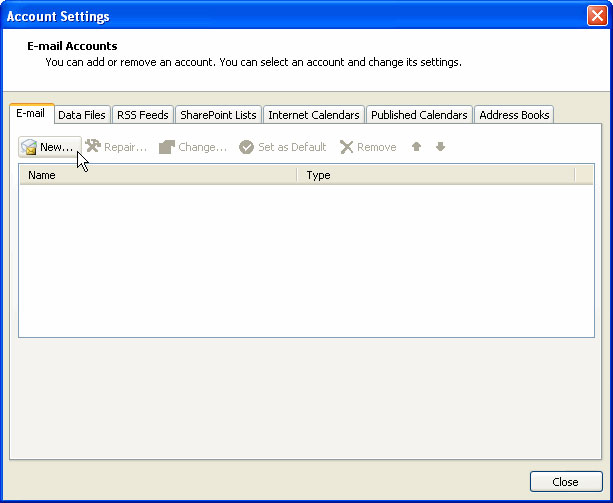 Account Settings
E-mail Accounts
You can add or remove an account. You can select an account and change its settings.
E-mail Data Files RSS Feeds SharePoint Lists Internet Calendars Published Calendars Address Books
New... Repair... Change... Set as Default Remove
Name Type
Close